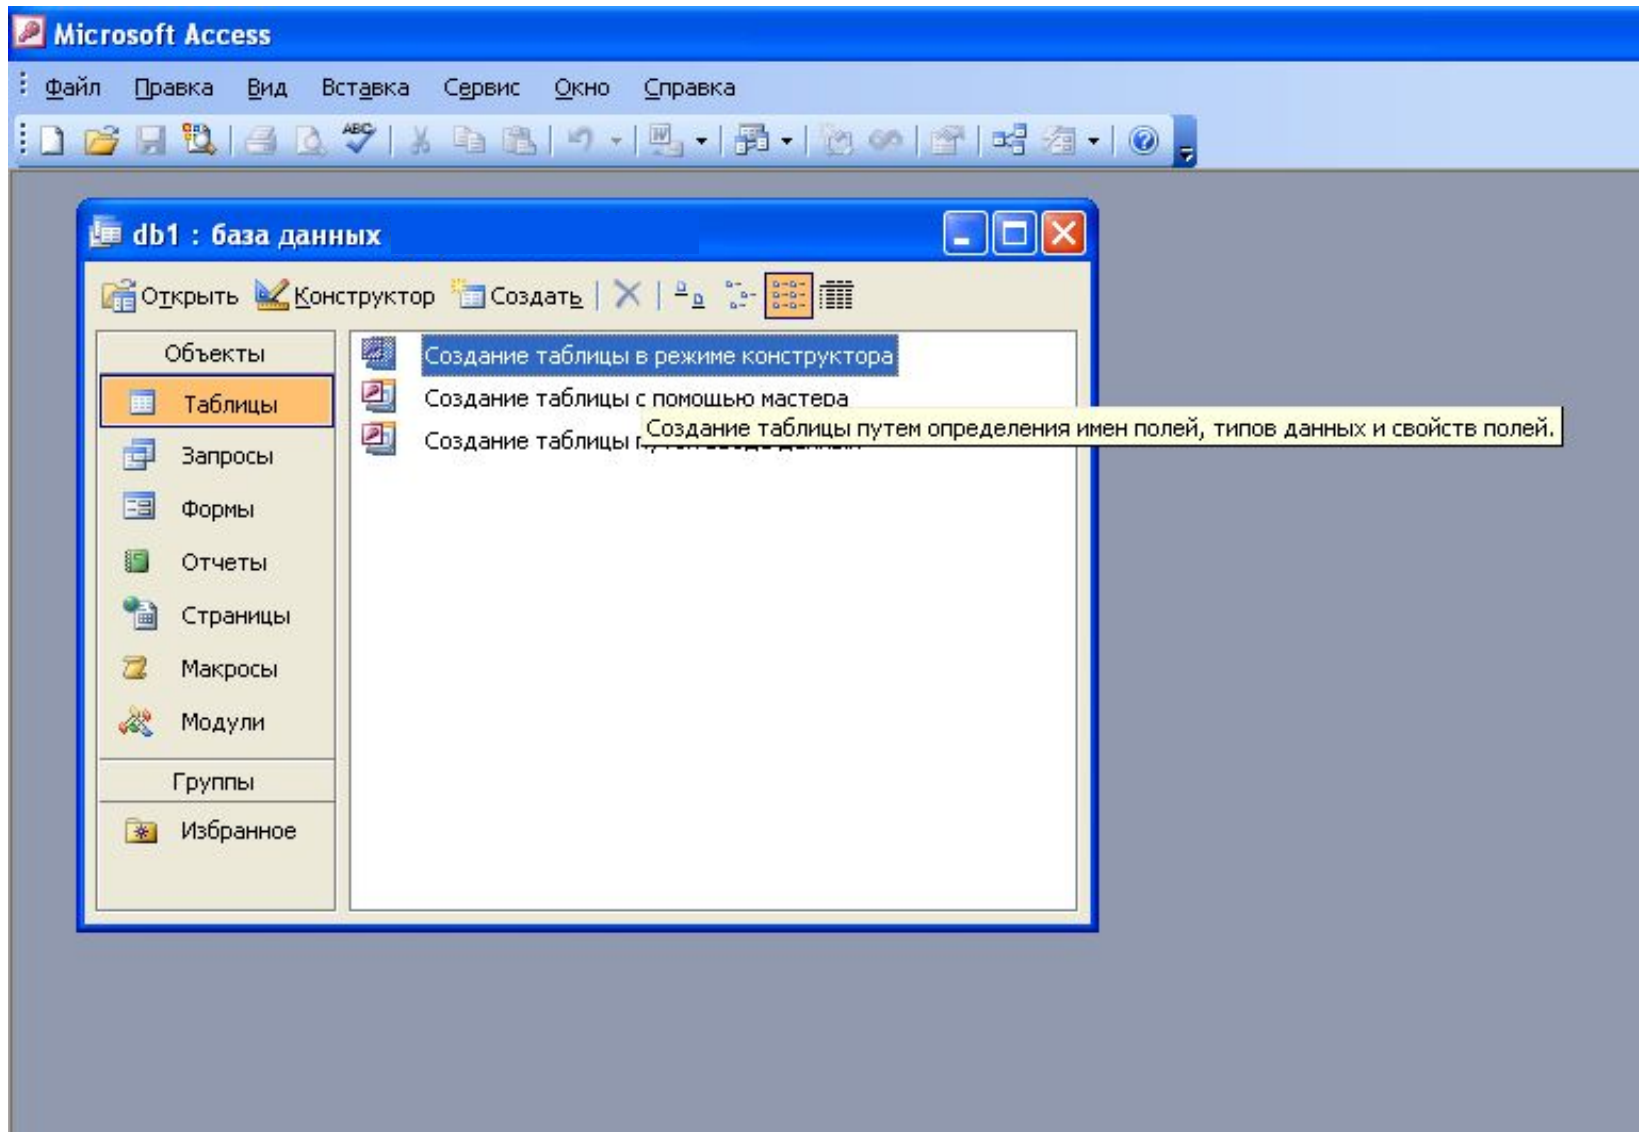 Microsoft Access
Файл Правка Вид Вставка Сервис Окно Справка
db1 : база данных
Открыть Конструктор Создать
Объекты
Таблицы
Запросы
Формы
Отчеты
Страницы
Макросы
Модули
Группы
Избранное
Создание таблицы в режиме конструктора
Создание таблицы с помощью мастера
Создание таблицы
Создание таблицы путем определения имен полей, типов данных и свойств полей.